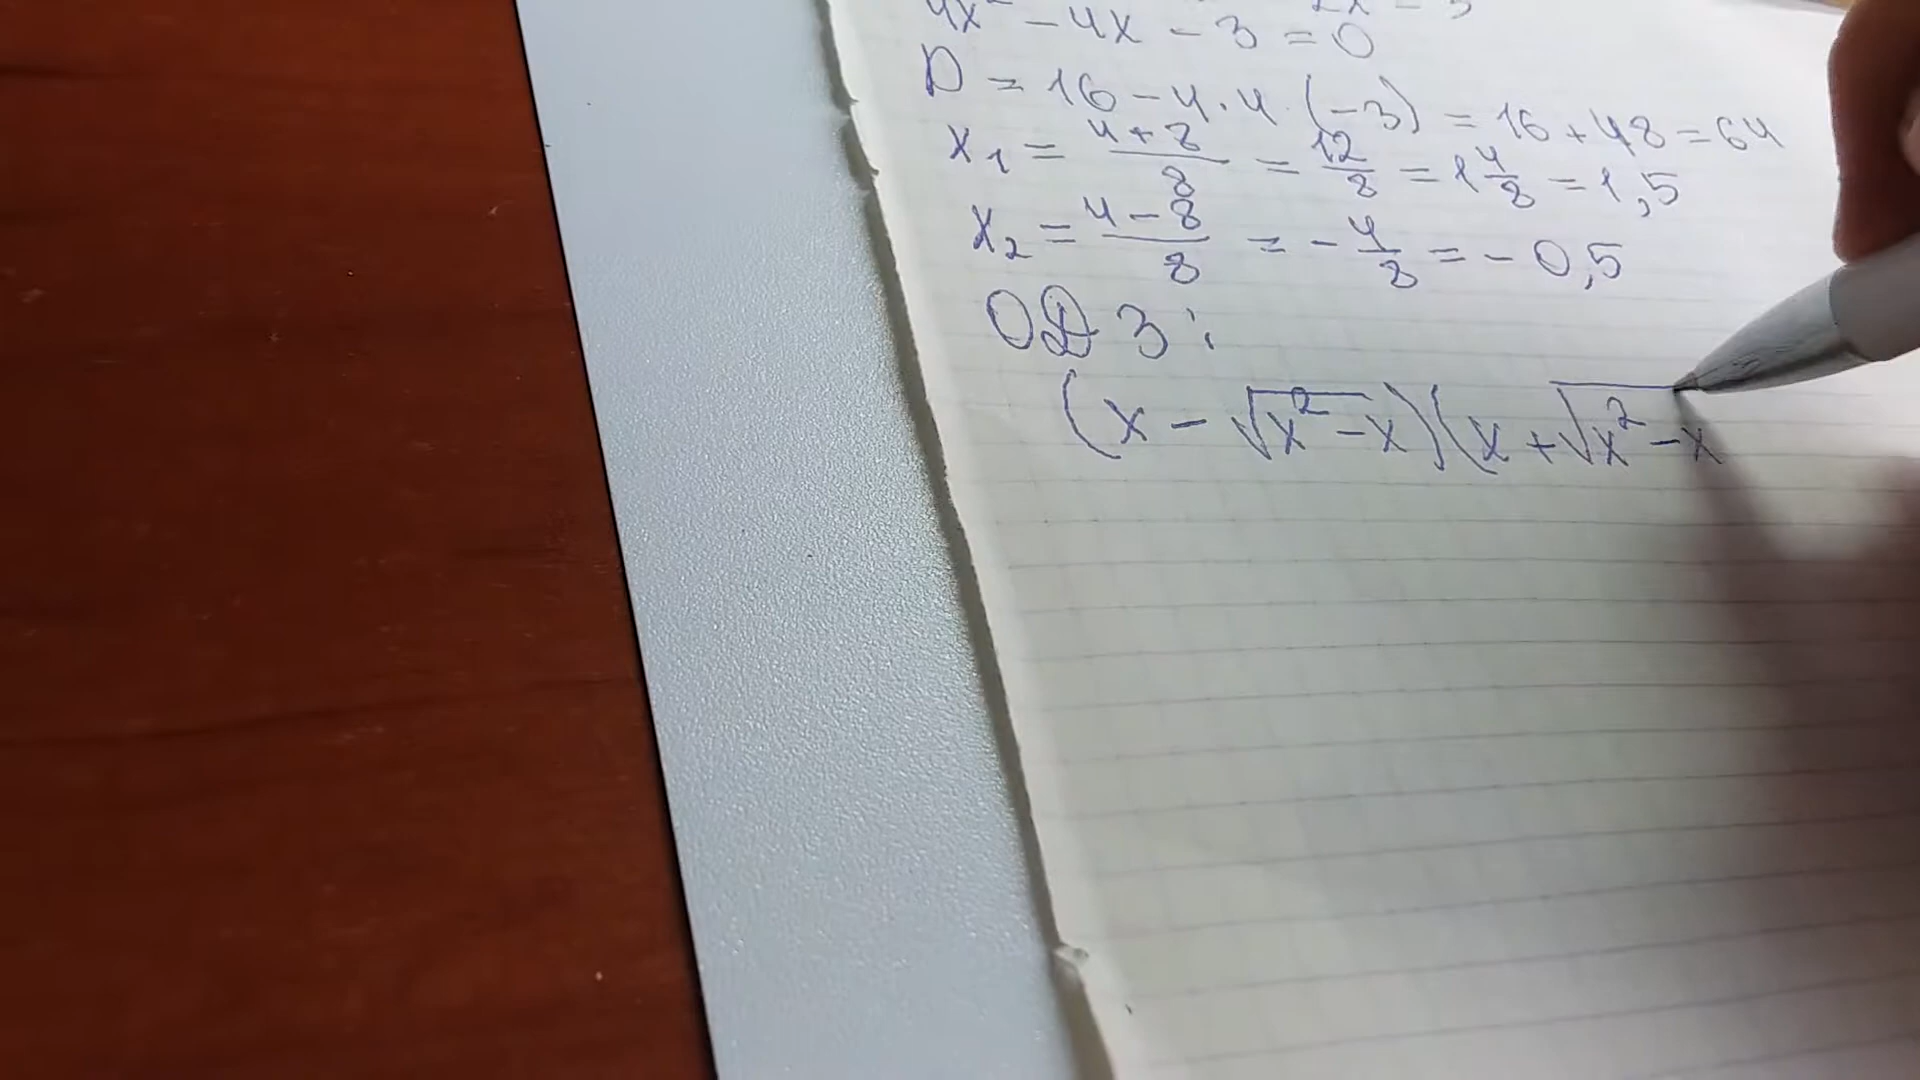 4x² - 4x - 3 = 0
D = 16 - 4·4·(-3) = 16 + 48 = 64
x₁ = (4+8)/8 = 12/8 = 1 4/8 = 1,5
x₂ = (4-8)/8 = -4/8 = -0,5
ОДЗ:
(x - √(x² - x))(x + √(x² - x